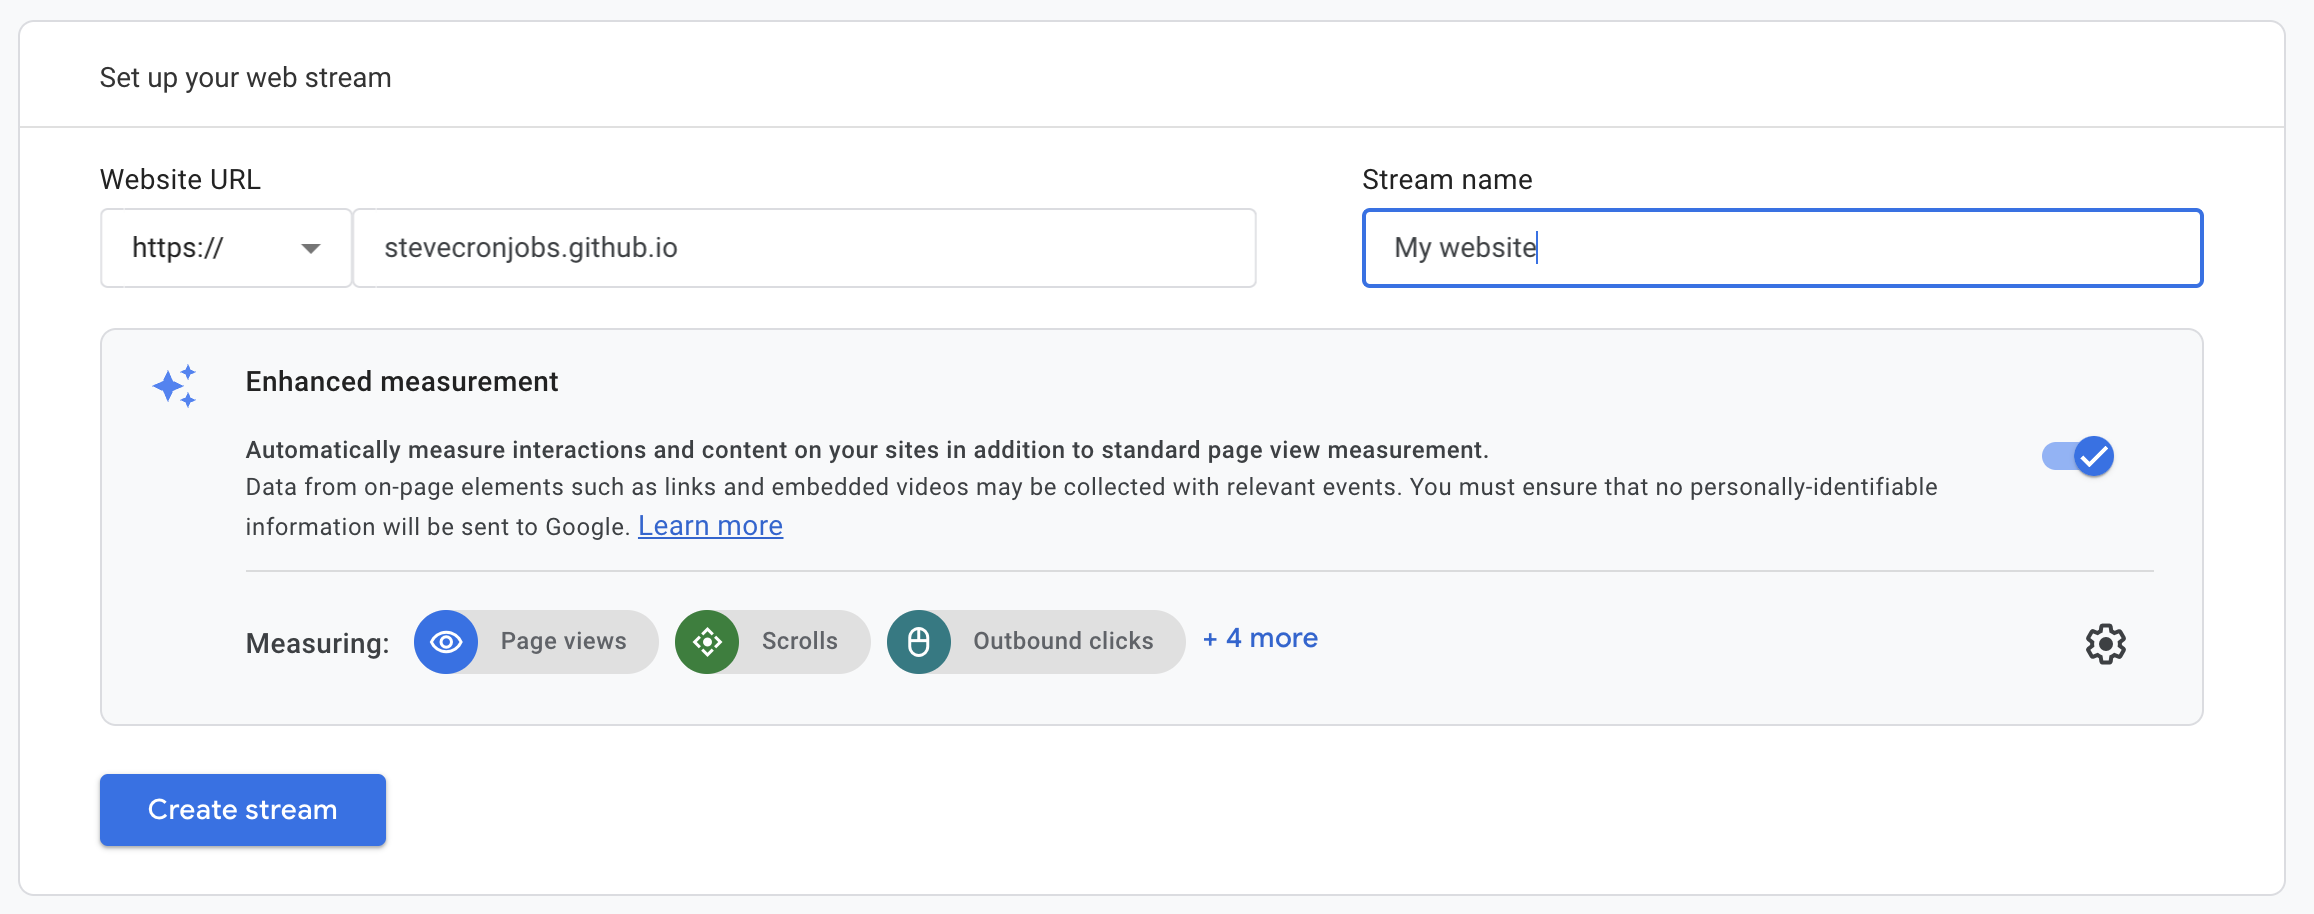 Set up your web stream
Website URL
Stream name
https://
stevecronjobs.github.io
My website
Enhanced measurement
Automatically measure interactions and content on your sites in addition to standard page view measurement.
Data from on-page elements such as links and embedded videos may be collected with relevant events. You must ensure that no personally-identifiable
information will be sent to Google. Learn more
Measuring:
Page views
Scrolls
Outbound clicks
+ 4 more
Create stream